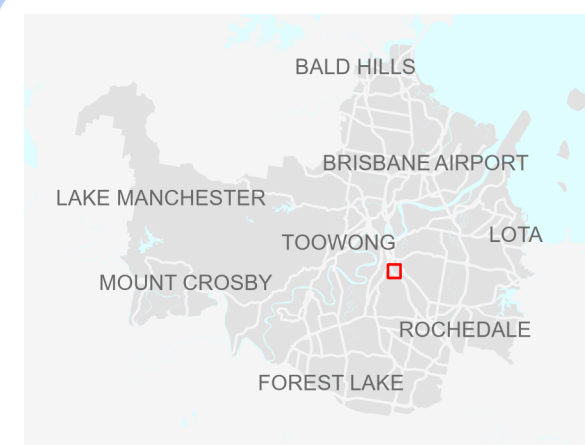 BALD HILLS
BRISBANE AIRPORT
LAKE MANCHESTER
TOOWONG
LOTA
MOUNT CROSBY
ROCHEDALE
FOREST LAKE